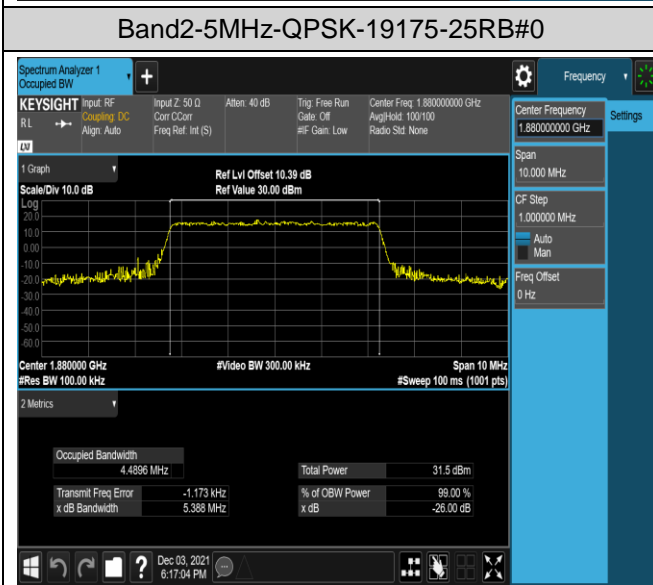 Band2-5MHz-QPSK-19175-25RB#0
Spectrum Analyzer 1
Occupied BW
+
Frequency
KEYSIGHT
RL
LXI
Input: RF
Coupling: DC
Align: Auto
Input Z: 50 Ω
Corr CCorr
Freq Ref: Int (S)
Atten: 40 dB
Trig: Free Run
Gate: Off
#IF Gain: Low
Center Freq: 1.880000000 GHz
Avg|Hold: 100/100
Radio Std: None
Center Frequency
1.880000000 GHz
Settings
Span
10.000 MHz
CF Step
1.000000 MHz
Auto
Man
Freq Offset
0 Hz
1 Graph
Scale/Div 10.0 dB
Ref Lvl Offset 10.39 dB
Ref Value 30.00 dBm
Log
20.0
10.0
0.00
-10.0
-20.0
-30.0
-40.0
-50.0
-60.0
Center 1.880000 GHz
#Res BW 100.00 kHz
#Video BW 300.00 kHz
Span 10 MHz
#Sweep 100 ms (1001 pts)
2 Metrics
Occupied Bandwidth
4.4896 MHz
Total Power 31.5 dBm
Transmit Freq Error -1.173 kHz
% of OBW Power 99.00 %
x dB Bandwidth 5.388 MHz
x dB -26.00 dB
?
Dec 03, 2021
6:17:04 PM